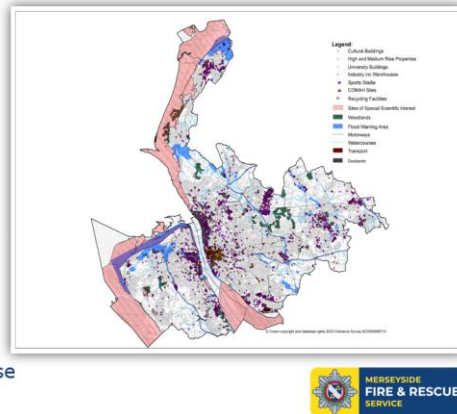 Legend:
Cultural Buildings
High and Medium Rise Properties
University Buildings
Industry inc Warehouses
Sports Stadia
COMAH Sites
Recycling Facilities
Sites of Special Scientific Interest
Woodlands
Flood Warning Area
Motorways
Watercourses
Transport
Docklands
se
MERSEYSIDE
FIRE & RESCUE
SERVICE